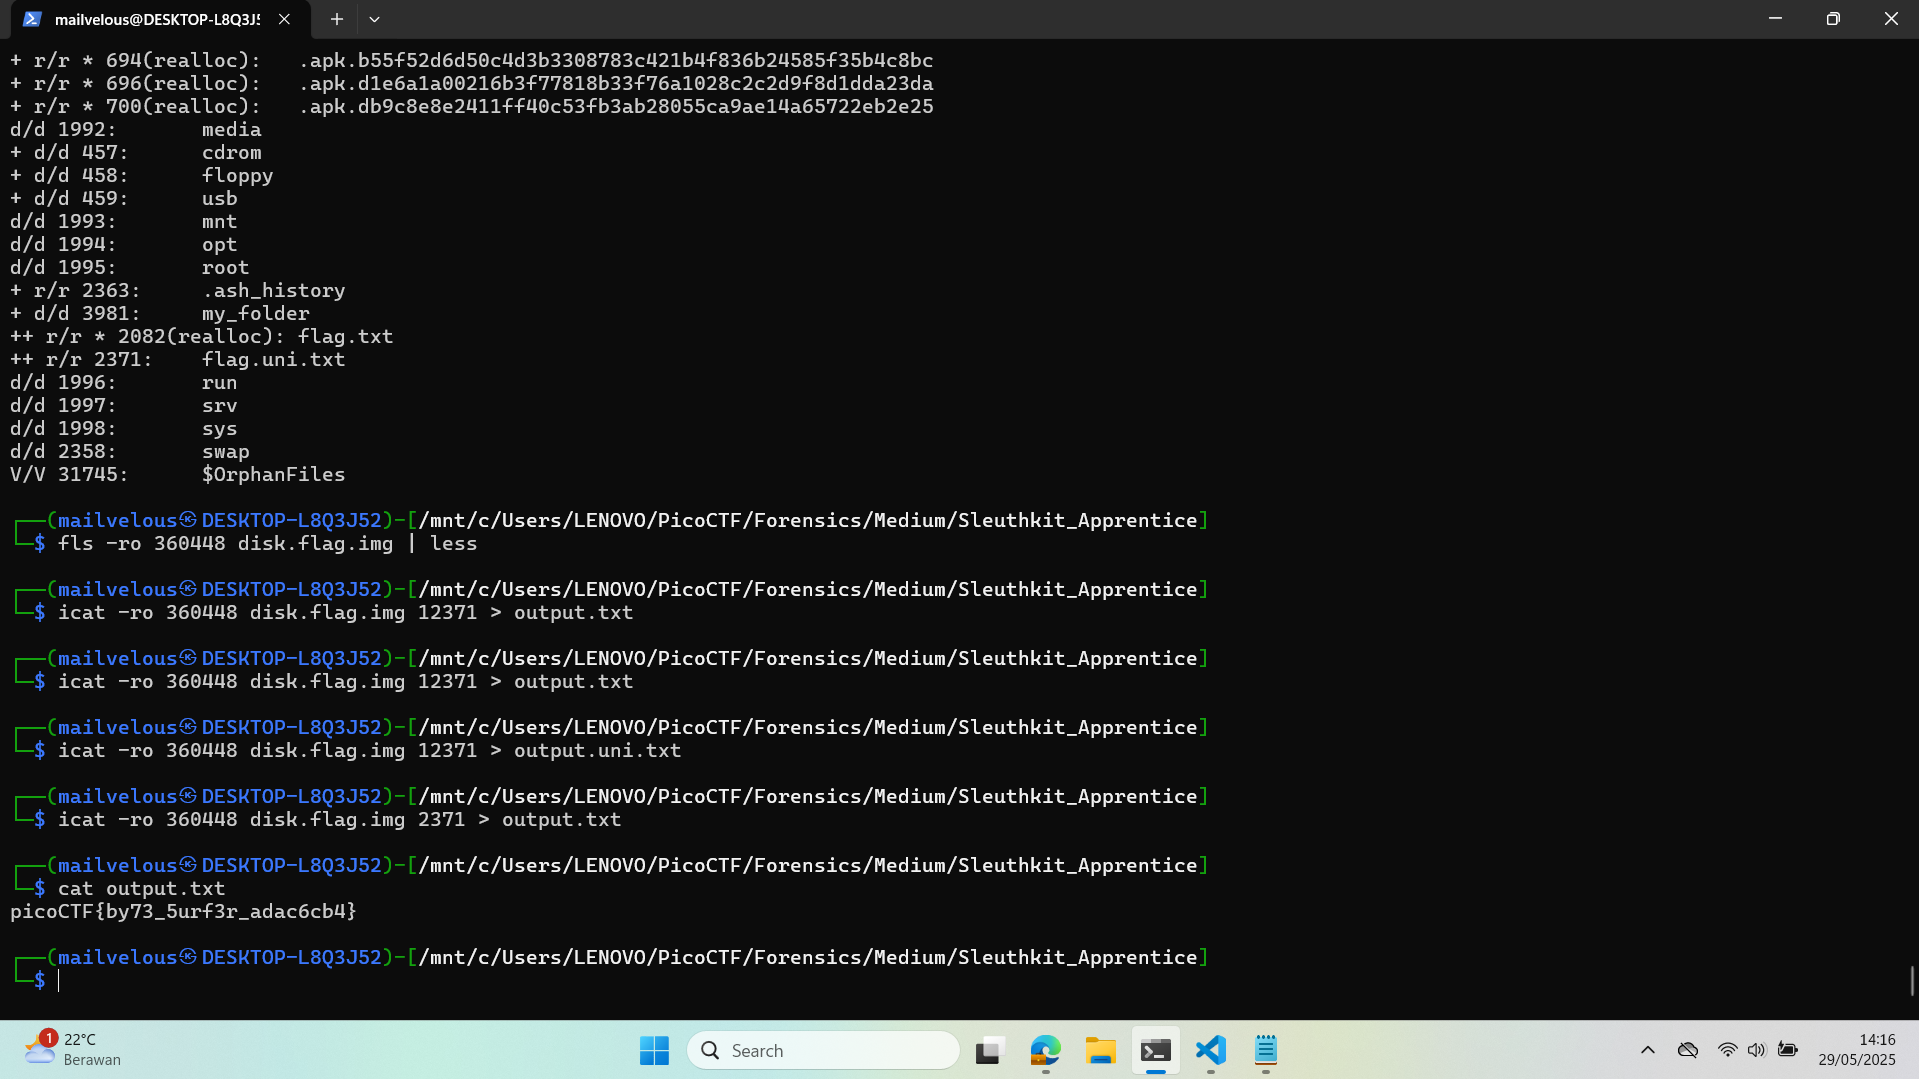 mailvelous@DESKTOP-L8Q3J5
+ r/r * 694(realloc):   .apk.b55f52d6d50c4d3b3308783c421b4f836b24585f35b4c8bc
+ r/r * 696(realloc):   .apk.d1e6a1a00216b3f77818b33f76a1028c2c2d9f8d1dda23da
+ r/r * 700(realloc):   .apk.db9c8e8e2411ff40c53fb3ab28055ca9ae14a65722eb2e25
d/d 1992:       media
+ d/d 457:      cdrom
+ d/d 458:      floppy
+ d/d 459:      usb
d/d 1993:       mnt
d/d 1994:       opt
d/d 1995:       root
+ r/r 2363:     .ash_history
+ d/d 3981:     my_folder
++ r/r * 2082(realloc): flag.txt
++ r/r 2371:    flag.uni.txt
d/d 1996:       run
d/d 1997:       srv
d/d 1998:       sys
d/d 2358:       swap
V/V 31745:      $OrphanFiles
┌──(mailvelous㉿DESKTOP-L8Q3J52)-[/mnt/c/Users/LENOVO/PicoCTF/Forensics/Medium/Sleuthkit_Apprentice]
└─$ fls -ro 360448 disk.flag.img | less
┌──(mailvelous㉿DESKTOP-L8Q3J52)-[/mnt/c/Users/LENOVO/PicoCTF/Forensics/Medium/Sleuthkit_Apprentice]
└─$ icat -ro 360448 disk.flag.img 12371 > output.txt
┌──(mailvelous㉿DESKTOP-L8Q3J52)-[/mnt/c/Users/LENOVO/PicoCTF/Forensics/Medium/Sleuthkit_Apprentice]
└─$ icat -ro 360448 disk.flag.img 12371 > output.txt
┌──(mailvelous㉿DESKTOP-L8Q3J52)-[/mnt/c/Users/LENOVO/PicoCTF/Forensics/Medium/Sleuthkit_Apprentice]
└─$ icat -ro 360448 disk.flag.img 12371 > output.uni.txt
┌──(mailvelous㉿DESKTOP-L8Q3J52)-[/mnt/c/Users/LENOVO/PicoCTF/Forensics/Medium/Sleuthkit_Apprentice]
└─$ icat -ro 360448 disk.flag.img 2371 > output.txt
┌──(mailvelous㉿DESKTOP-L8Q3J52)-[/mnt/c/Users/LENOVO/PicoCTF/Forensics/Medium/Sleuthkit_Apprentice]
└─$ cat output.txt
picoCTF{by73_5urf3r_adac6cb4}
┌──(mailvelous㉿DESKTOP-L8Q3J52)-[/mnt/c/Users/LENOVO/PicoCTF/Forensics/Medium/Sleuthkit_Apprentice]
└─$
1
22°C
Berawan
Search
14:16
29/05/2025